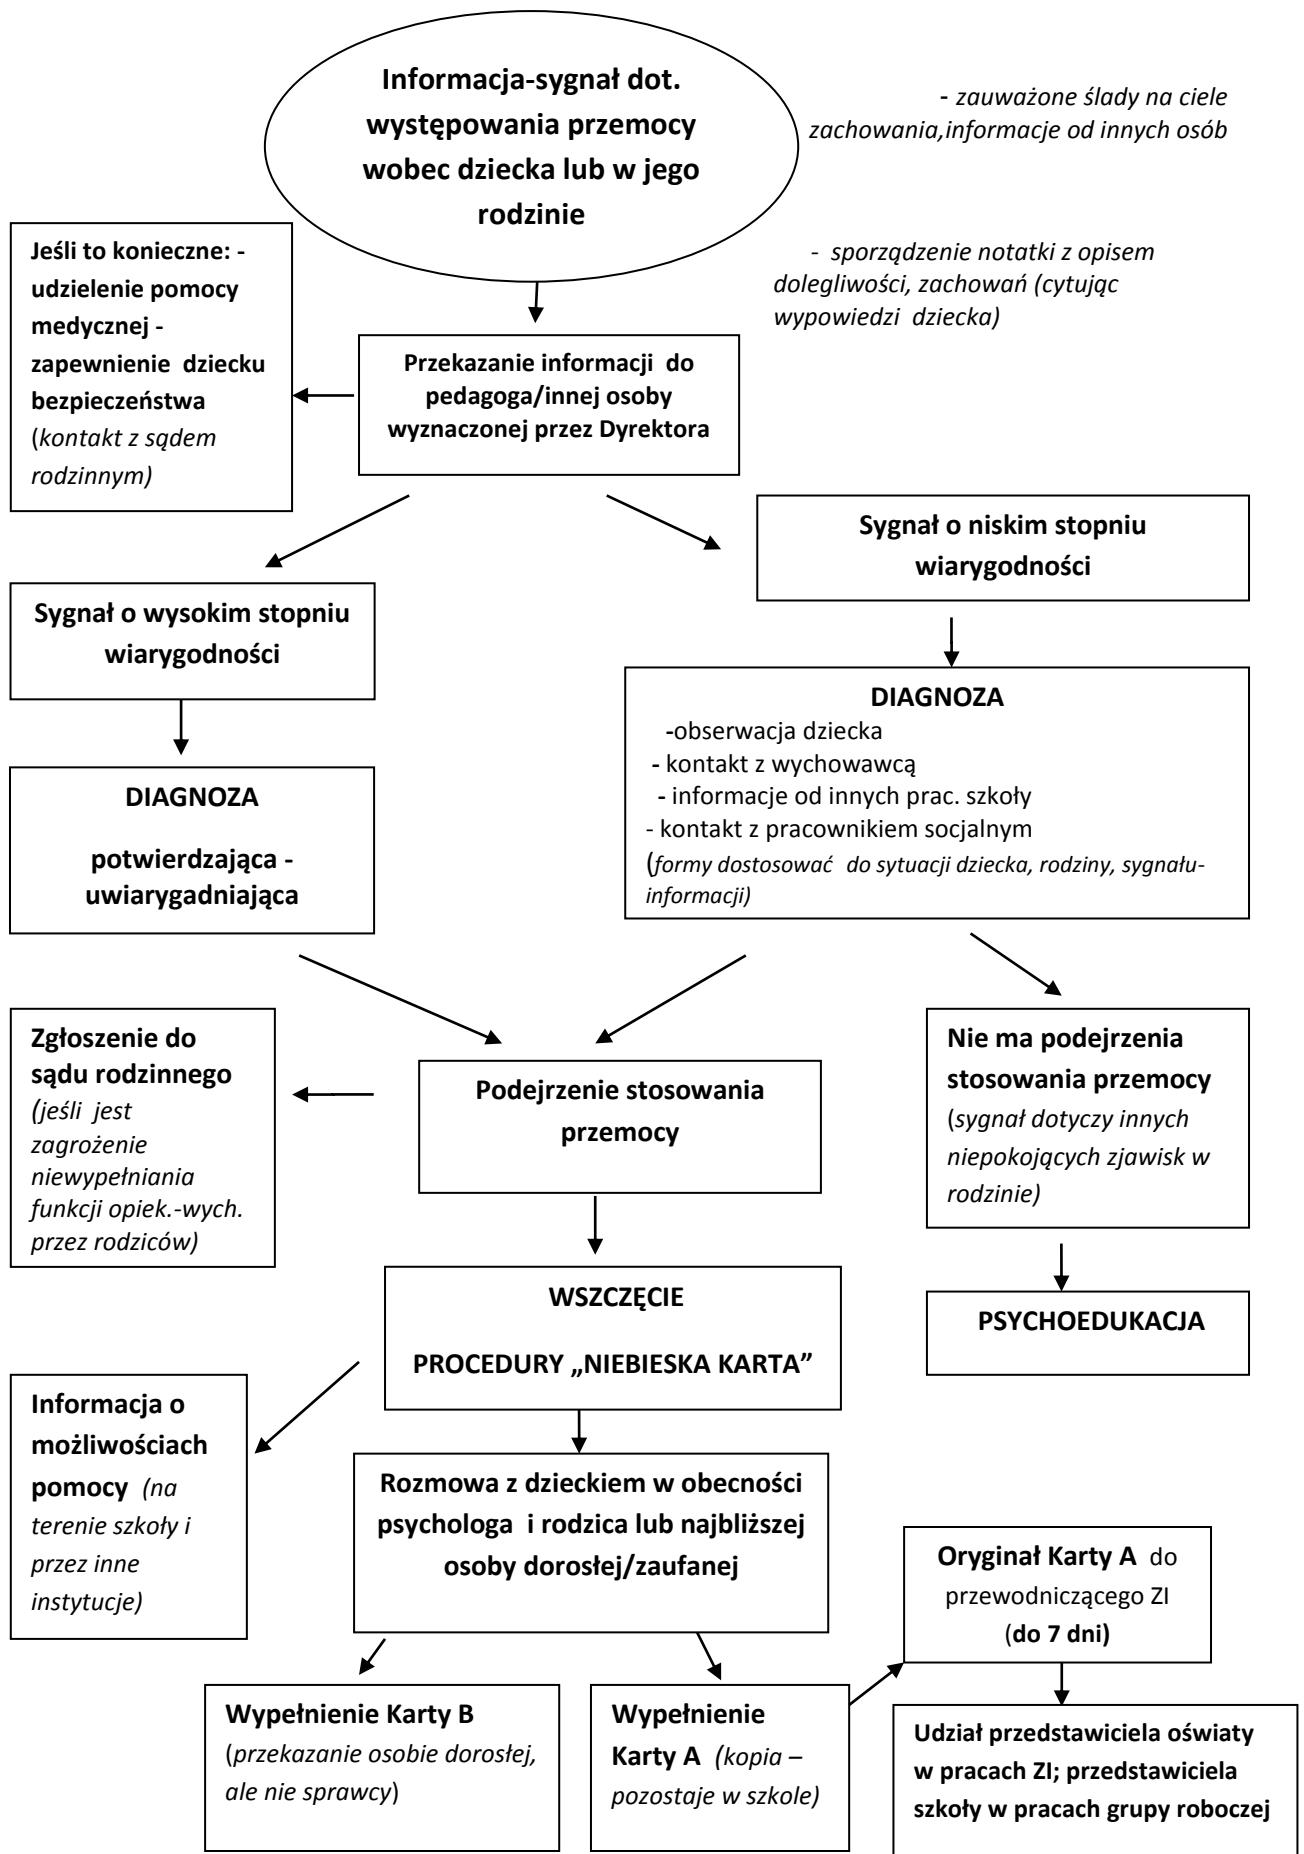 Informacja-sygnał dot.
występowania przemocy
wobec dziecka lub w jego
rodzinie
- zauważone ślady na ciele
zachowania,informacje od innych osób
- sporządzenie notatki z opisem
dolegliwości, zachowań (cytując
wypowiedzi dziecka)
Jeśli to konieczne: -
udzielenie pomocy
medycznej -
zapewnienie dziecku
bezpieczeństwa
(kontakt z sądem
rodzinnym)
Przekazanie informacji do
pedagoga/innej osoby
wyznaczonej przez Dyrektora
Sygnał o niskim stopniu
wiarygodności
Sygnał o wysokim stopniu
wiarygodności
DIAGNOZA
-obserwacja dziecka
- kontakt z wychowawcą
- informacje od innych prac. szkoły
- kontakt z pracownikiem socjalnym
(formy dostosować do sytuacji dziecka, rodziny, sygnału-
informacji)
DIAGNOZA
potwierdzająca -
uwiarygadniająca
Zgłoszenie do
sądu rodzinnego
(jeśli jest
zagrożenie
niewypełniania
funkcji opiek.-wych.
przez rodziców)
Podejrzenie stosowania
przemocy
Nie ma podejrzenia
stosowania przemocy
(sygnał dotyczy innych
niepokojących zjawisk w
rodzinie)
WSZCZĘCIE
PROCEDURY „NIEBIESKA KARTA”
PSYCHOEDUKACJA
Informacja o
możliwościach
pomocy (na
terenie szkoły i
przez inne
instytucje)
Rozmowa z dzieckiem w obecności
psychologa i rodzica lub najbliższej
osoby dorosłej/zaufanej
Oryginał Karty A do
przewodniczącego ZI
(do 7 dni)
Wypełnienie Karty B
(przekazanie osobie dorosłej,
ale nie sprawcy)
Wypełnienie
Karty A (kopia –
pozostaje w szkole)
Udział przedstawiciela oświaty
w pracach ZI; przedstawiciela
szkoły w pracach grupy roboczej